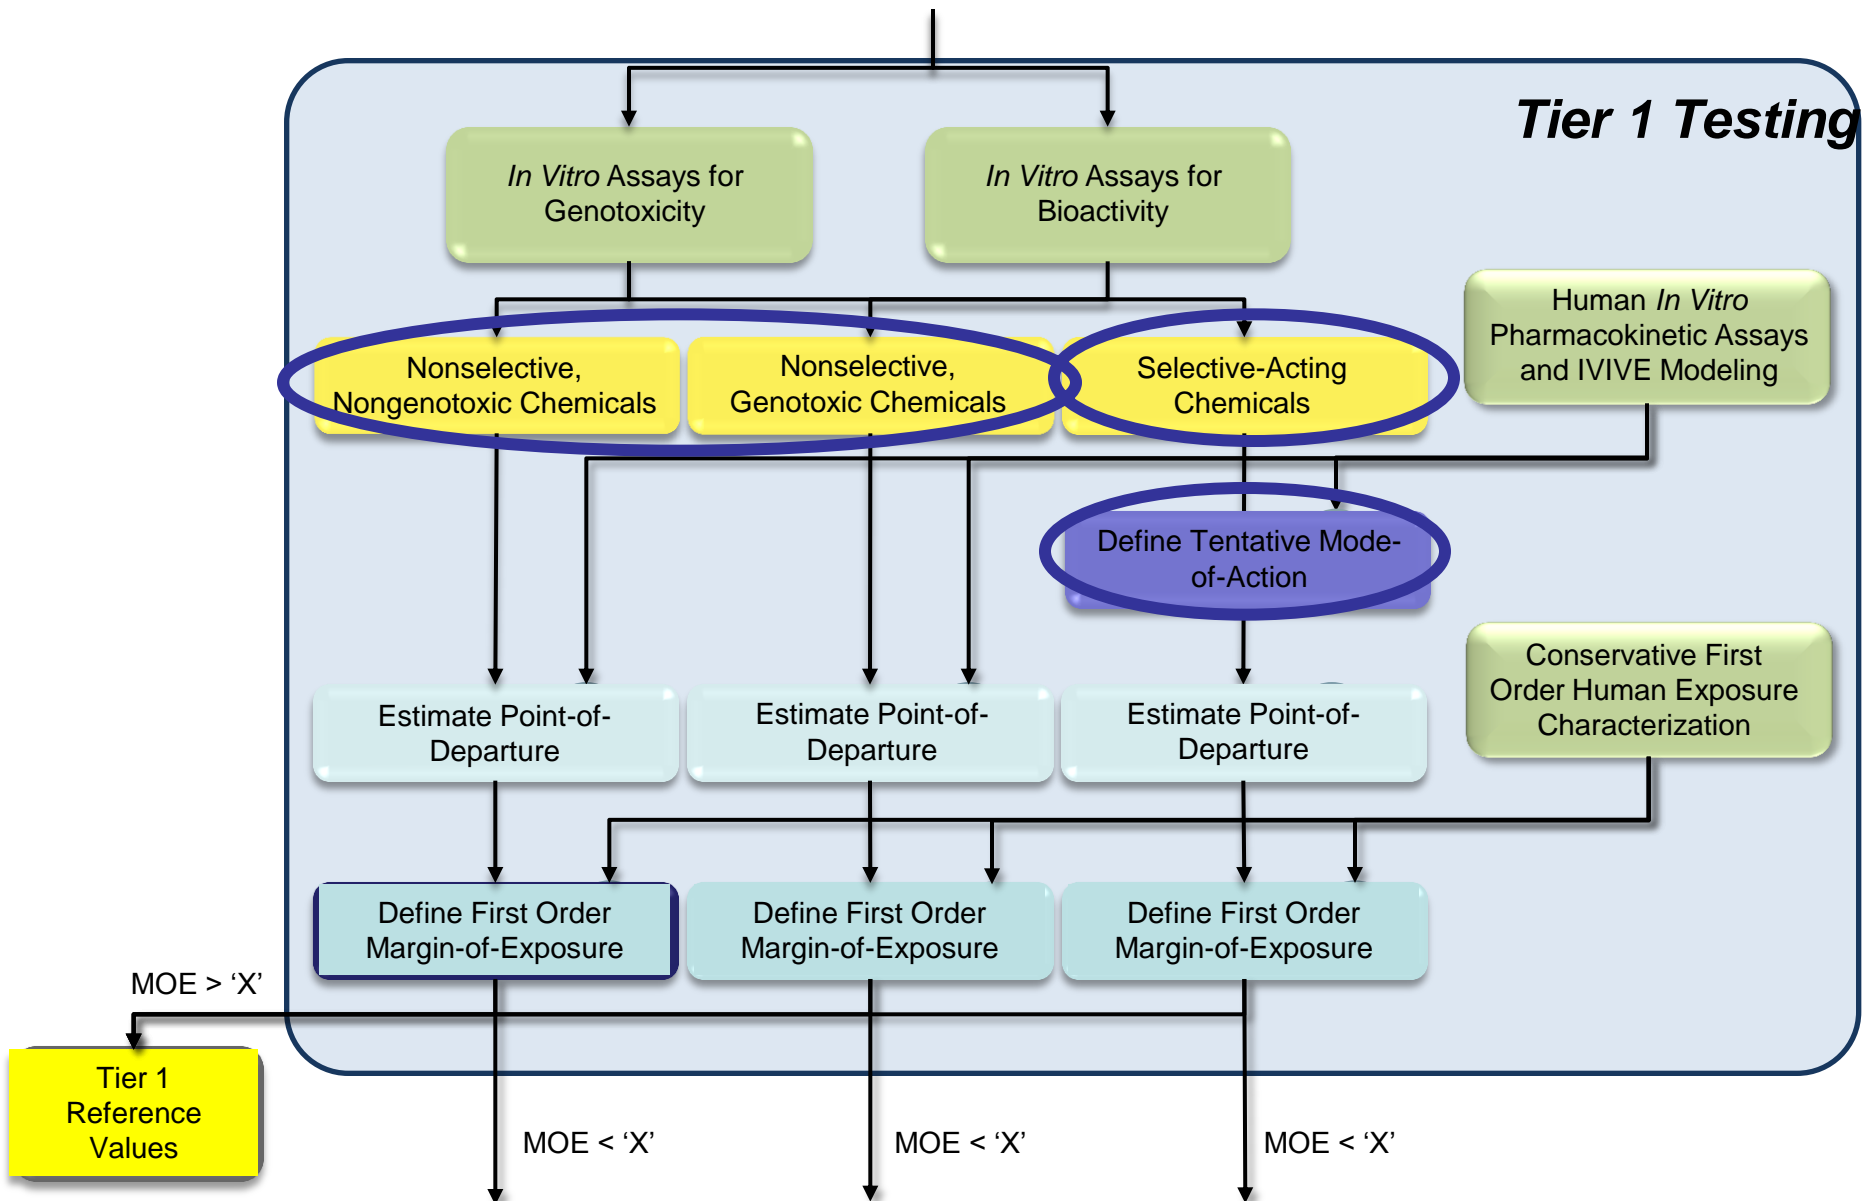 Tier 1 Testing
In Vitro Assays for
Genotoxicity
In Vitro Assays for
Bioactivity
Human In Vitro
Pharmacokinetic Assays
and IVIVE Modeling
Nonselective,
Nongenotoxic Chemicals
Nonselective,
Genotoxic Chemicals
Selective-Acting
Chemicals
Define Tentative Mode-
of-Action
Conservative First
Order Human Exposure
Characterization
Estimate Point-of-
Departure
Estimate Point-of-
Departure
Estimate Point-of-
Departure
Define First Order
Margin-of-Exposure
Define First Order
Margin-of-Exposure
Define First Order
Margin-of-Exposure
MOE > ‘X’
Tier 1
Reference
Values
MOE < ‘X’
MOE < ‘X’
MOE < ‘X’